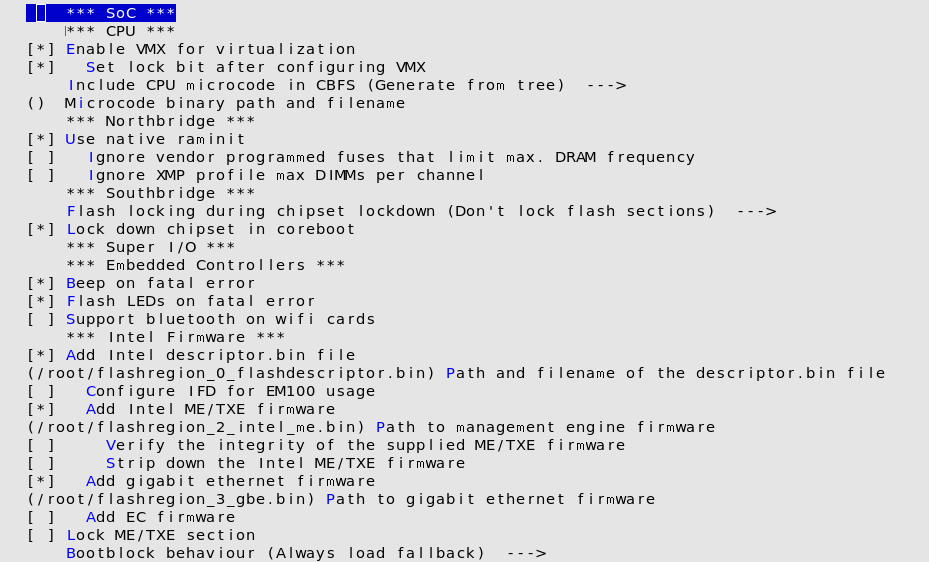 *** SoC ***
*** CPU ***
[*] Enable VMX for virtualization
[*] Set lock bit after configuring VMX
Include CPU microcode in CBFS (Generate from tree) --->
() Microcode binary path and filename
*** Northbridge ***
[*] Use native raminit
[ ] Ignore vendor programmed fuses that limit max. DRAM frequency
[ ] Ignore XMP profile max DIMMs per channel
*** Southbridge ***
Flash locking during chipset lockdown (Don't lock flash sections) --->
[*] Lock down chipset in coreboot
*** Super I/O ***
*** Embedded Controllers ***
[*] Beep on fatal error
[*] Flash LEDs on fatal error
[ ] Support bluetooth on wifi cards
*** Intel Firmware ***
[*] Add Intel descriptor.bin file
(/root/flashregion_0_flashdescriptor.bin) Path and filename of the descriptor.bin file
[ ] Configure IFD for EM100 usage
[*] Add Intel ME/TXE firmware
(/root/flashregion_2_intel_me.bin) Path to management engine firmware
[ ] Verify the integrity of the supplied ME/TXE firmware
[ ] Strip down the Intel ME/TXE firmware
[*] Add gigabit ethernet firmware
(/root/flashregion_3_gbe.bin) Path to gigabit ethernet firmware
[ ] Add EC firmware
[ ] Lock ME/TXE section
Bootblock behaviour (Always load fallback) --->